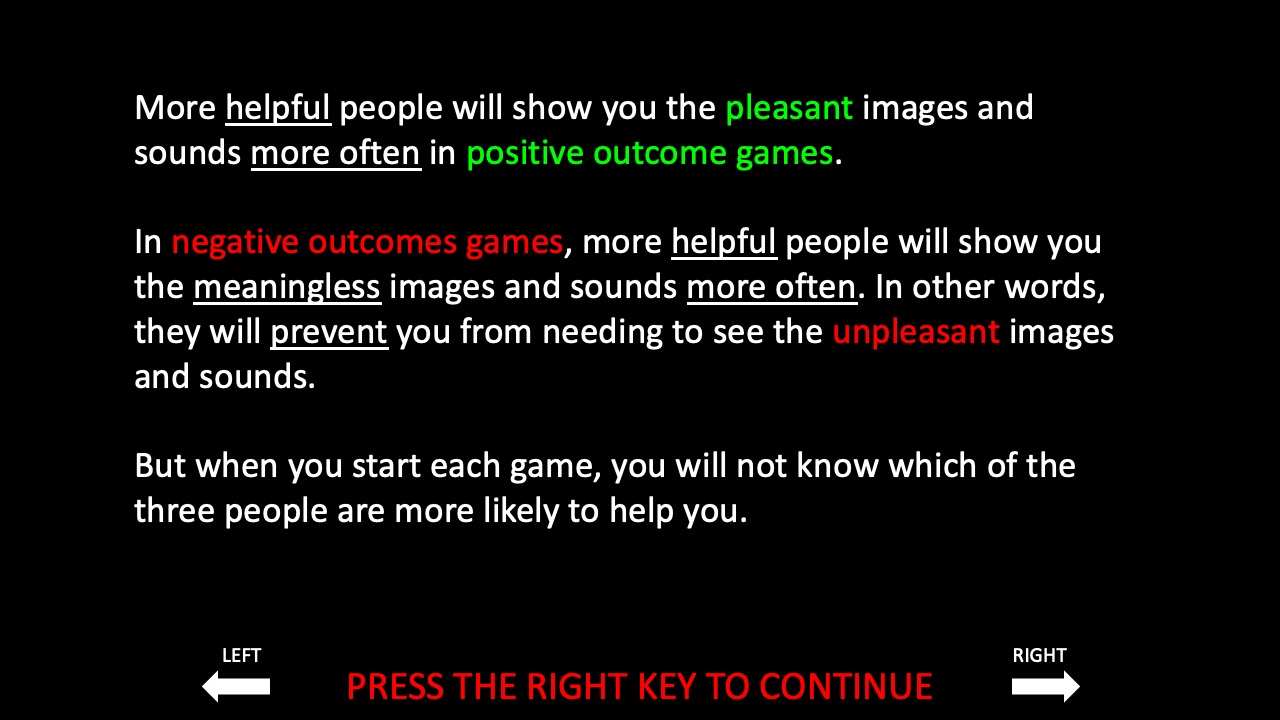 More helpful people will show you the pleasant images and
sounds more often in positive outcome games.
In negative outcomes games, more helpful people will show you
the meaningless images and sounds more often. In other words,
they will prevent you from needing to see the unpleasant images
and sounds.
But when you start each game, you will not know which of the
three people are more likely to help you.
LEFT
RIGHT
PRESS THE RIGHT KEY TO CONTINUE